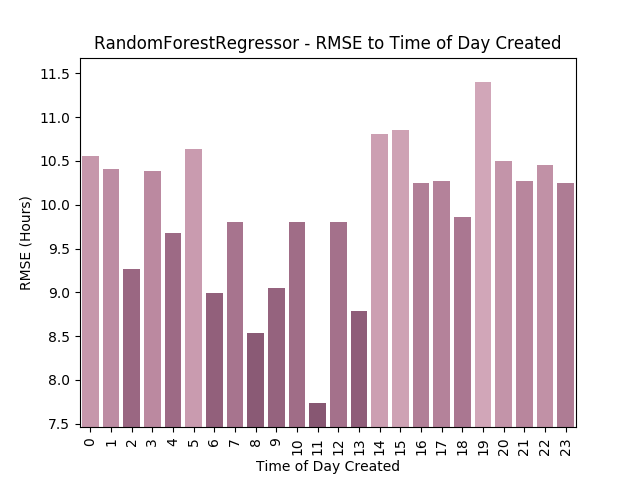 RandomForestRegressor - RMSE to Time of Day Created
11.5
11.0
10.5
10.0
9.5
9.0
8.5
8.0
7.5
RMSE (Hours)
0 1 2 3 4 5 6 7 8 9 10 11 12 13 14 15 16 17 18 19 20 21 22 23
Time of Day Created